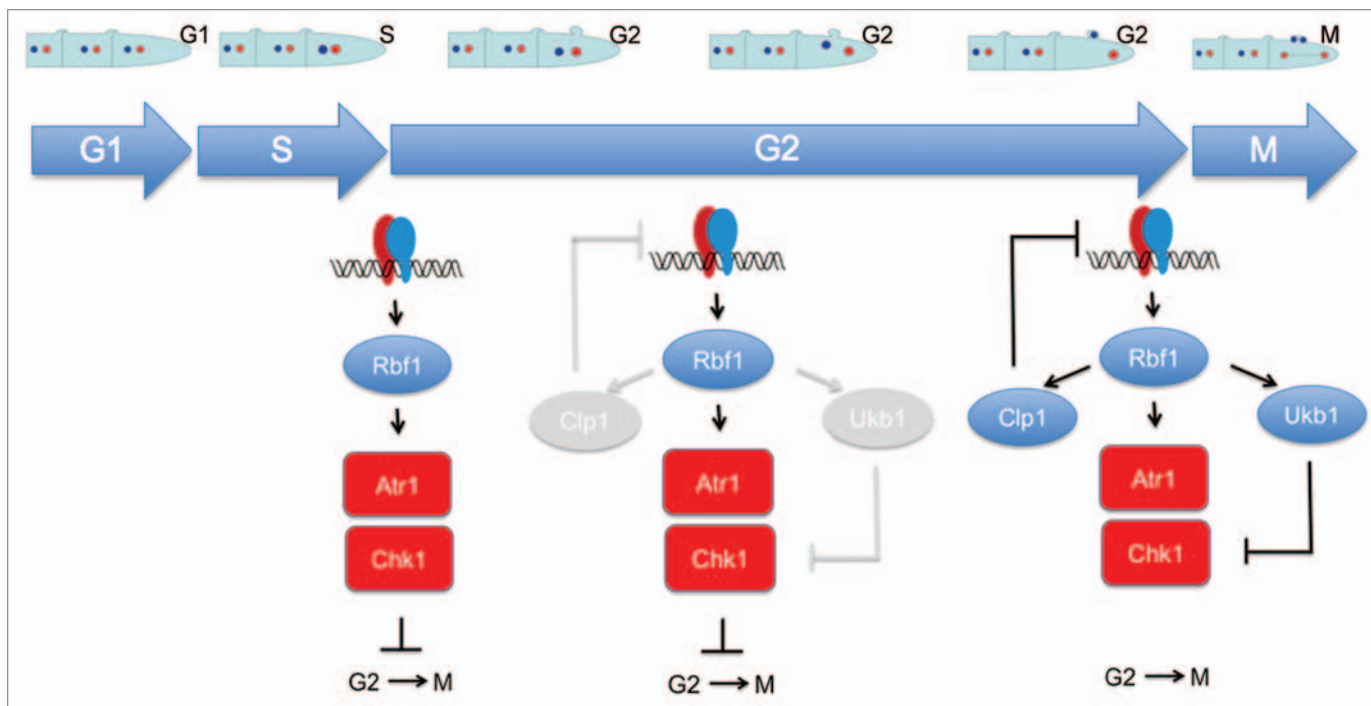 G1 S G2 G2 G2 M
G1 S G2 M
Rbf1 Rbf1 Rbf1
Clp1 Ukb1 Clp1 Ukb1
Atr1 Atr1 Atr1
Chk1 Chk1 Chk1
G2 → M G2 → M G2 → M